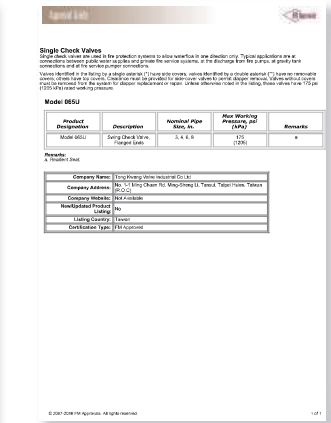 Single Check Valves
Single check valves are used in fire protection systems to allow waterflow in one direction only. Typical applications are at
connections between public water supplies and private fire service systems, at the discharge from fire pumps, at gravity tank
connections and at fire service pumper connections.
Valves identified in the listing by a single asterisk (*) have side covers, valves identified by a double asterisk (**) have no removable
covers, others have top covers. Clearance must be provided for side-cover valves to permit clapper removal. Valves without covers
must be removed from the system for clapper replacement or repair. Unless otherwise noted in the listing, these valves have 175 psi
(1205 kPa) rated working pressure.
Model 065U
Product Designation Description Nominal Pipe Size, in. Max Working Pressure, psi (kPa) Remarks
Model 065U Swing Check Valve, Flanged Ends 3, 4, 6, 8 175 (1205) a
Remarks:
a. Resilient Seat
Company Name: Tong Kwang Valve Industrial Co Ltd
Company Address: No. 1-1 Ming Chuen Rd, Ming-Sheng Li, Tansui, Taipei Hsien, Taiwan (R.O.C)
Company Website: Not Available
New/Updated Product Listing: No
Listing Country: Taiwan
Certification Type: FM Approved
© 2007-2008 FM Approvals. All rights reserved. 1 of 1